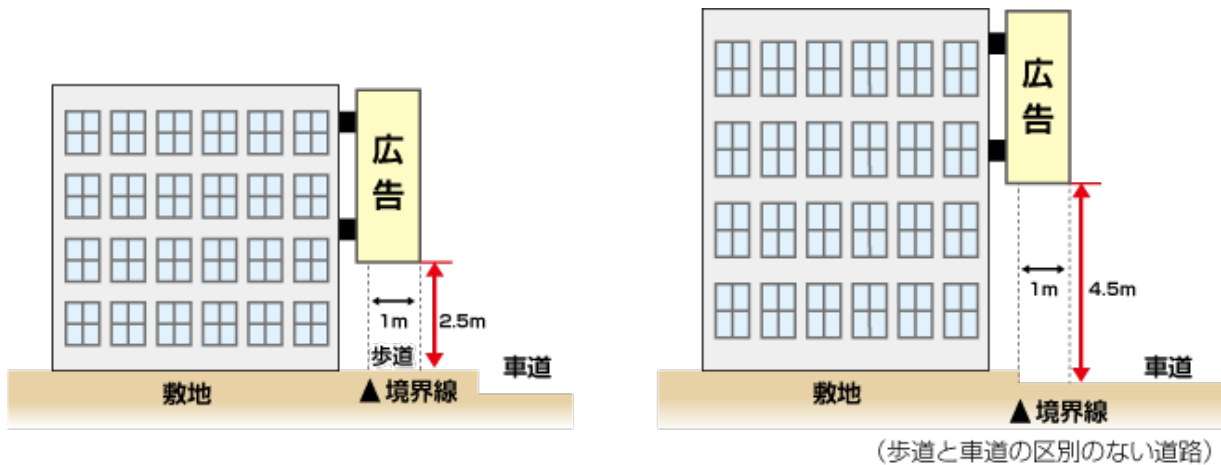 広告
1m
2.5m
歩道
車道
敷地
▲境界線
広告
1m
4.5m
車道
敷地
▲境界線
（歩道と車道の区別のない道路）